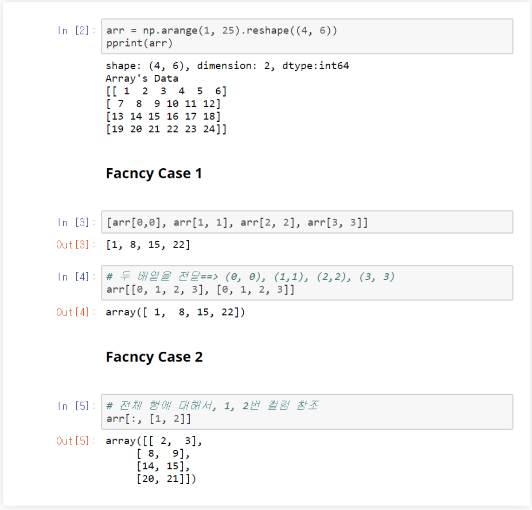 In [2]: arr = np.arange(1, 25).reshape((4, 6))
pprint(arr)
shape: (4, 6), dimension: 2, dtype:int64
Array's Data
[[ 1  2  3  4  5  6]
[ 7  8  9 10 11 12]
[13 14 15 16 17 18]
[19 20 21 22 23 24]]
Facncy Case 1
In [3]: [arr[0,0], arr[1, 1], arr[2, 2], arr[3, 3]]
Out[3]: [1, 8, 15, 22]
In [4]: # 두 배열을 전달==> (0, 0), (1,1), (2,2), (3, 3)
arr[[0, 1, 2, 3], [0, 1, 2, 3]]
Out[4]: array([ 1,  8, 15, 22])
Facncy Case 2
In [5]: # 전체 행에 대해서, 1, 2번 컬럼 참조
arr[:, [1, 2]]
Out[5]: array([[ 2,  3],
[ 8,  9],
[14, 15],
[20, 21]])